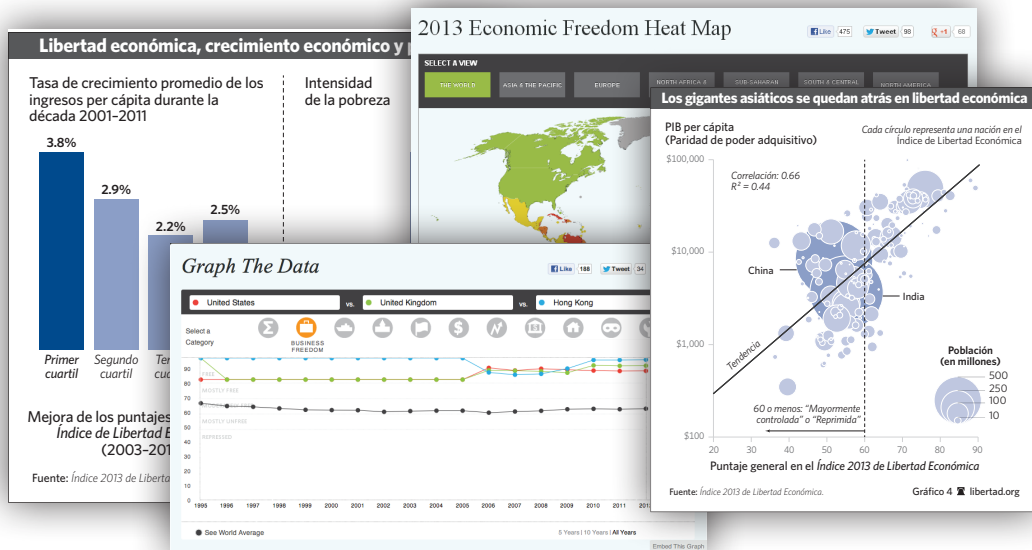 Libertad económica, crecimiento económico y
Tasa de crecimiento promedio de los
ingresos per cápita durante la
década 2001–2011
Intensidad
de la pobreza
3.8%
2.9%
2.2%
2.5%
Primer
cuartil
Segundo
cuartil
Mejora de los puntajes
Índice de Libertad E
(2003-201
Fuente: Índice 2013 de Liberta
2013 Economic Freedom Heat Map
Like 475 Tweet 98 +1 68
SELECT A VIEW
THE WORLD ASIA & THE PACIFIC EUROPE NORTH AFRICA & SUB-SAHARAN SOUTH & CENTRAL NORTH AMERICA
Graph The Data
Like 188 Tweet 34
United States vs. United Kingdom vs. Hong Kong
Select a
Category
BUSINESS
FREEDOM
90
80
70
60
50
40
30
20
10
0
FREE
MOSTLY FREE
MOSTLY UNFREE
REPRESSED
1995 1996 1997 1998 1999 2000 2001 2002 2003 2004 2005 2006 2007 2008 2009 2010 2011
See World Average
5 Years | 10 Years | All Years
Embed This Graph
Los gigantes asiáticos se quedan atrás en libertad económica
PIB per cápita
(Paridad de poder adquisitivo)
Cada círculo representa una nación en el
Índice de Libertad Económica
$100,000
$10,000
$1,000
$100
Correlación: 0.66
R² = 0.44
China
India
Tendencia
Población
(en millones)
500
250
100
10
60 o menos: “Mayormente
controlada” o “Reprimida”
20 30 40 50 60 70 80 90
Puntaje general en el Índice 2013 de Libertad Económica
Fuente: Índice 2013 de Libertad Económica.
Gráfico 4 libertad.org